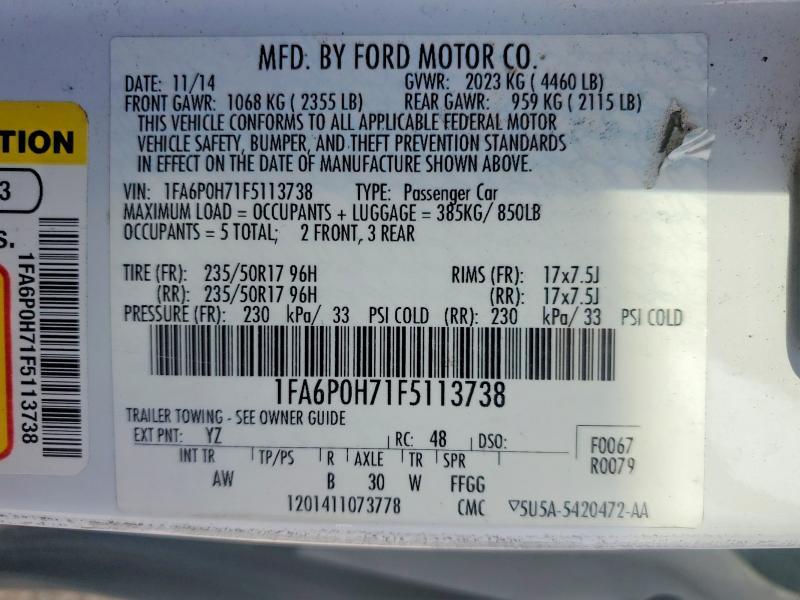 MFD. BY FORD MOTOR CO.
DATE: 11/14 GVWR: 2023 KG ( 4460 LB)
FRONT GAWR: 1068 KG ( 2355 LB) REAR GAWR: 959 KG ( 2115 LB)
THIS VEHICLE CONFORMS TO ALL APPLICABLE FEDERAL MOTOR
VEHICLE SAFETY, BUMPER, AND THEFT PREVENTION STANDARDS
IN EFFECT ON THE DATE OF MANUFACTURE SHOWN ABOVE.
VIN: 1FA6P0H71F5113738 TYPE: Passenger Car
MAXIMUM LOAD = OCCUPANTS + LUGGAGE = 385KG/ 850LB
OCCUPANTS = 5 TOTAL; 2 FRONT, 3 REAR
TIRE (FR): 235/50R17 96H RIMS (FR): 17x7.5J
(RR): 235/50R17 96H (RR): 17x7.5J
PRESSURE (FR): 230 kPa/ 33 PSI COLD (RR): 230 kPa/ 33 PSI COLD
1FA6P0H71F5113738
TRAILER TOWING - SEE OWNER GUIDE
EXT PNT: YZ RC: 48 DSO: F0067
R0079
INT TR TP/PS R AXLE TR SPR
AW B 30 W FFGG
1201411073778 CMC 5U5A-5420472-AA
TION
3
S.
1FA6P0H71F5113738